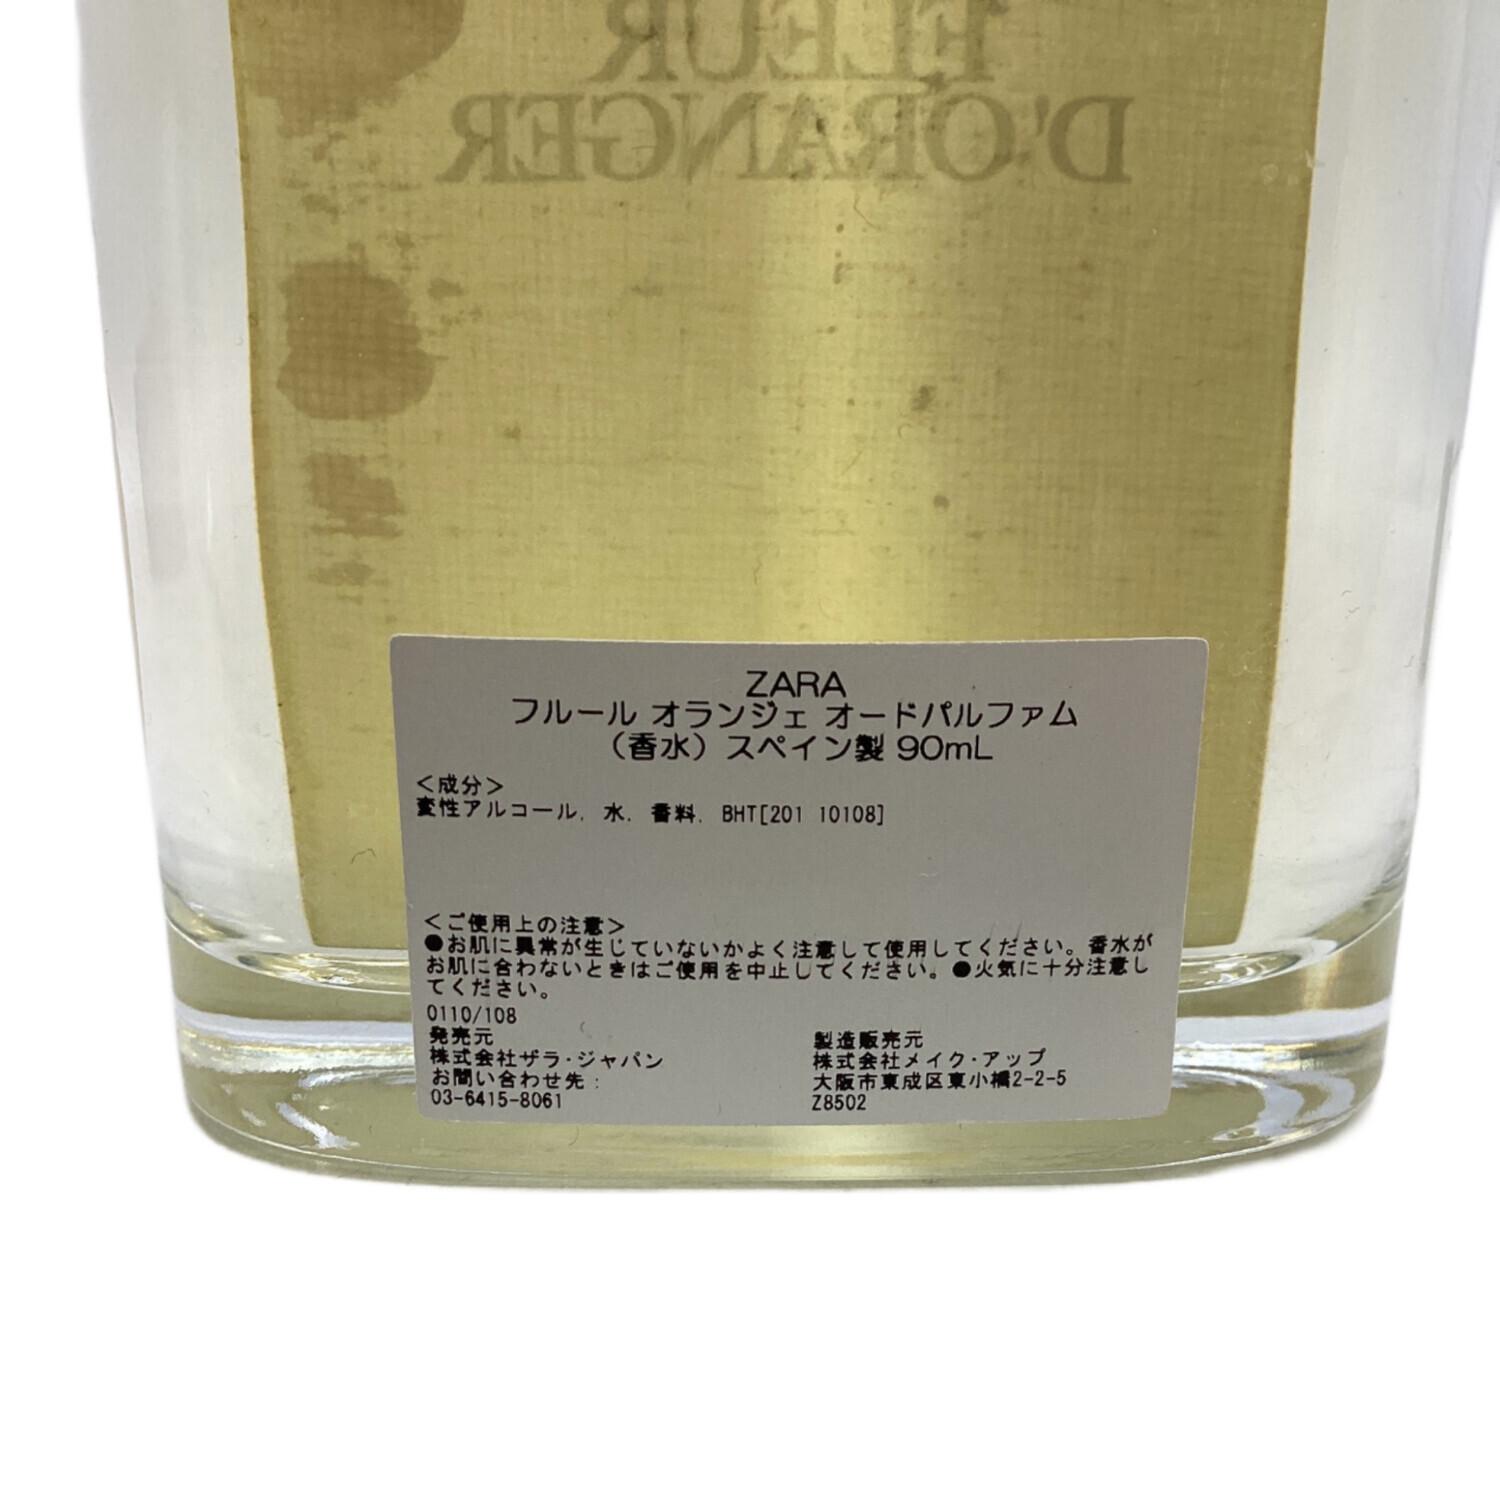 FLEUR
D'ORANGER
ZARA
フルール オランジェ オードパルファム
（香水）スペイン製 90mL
＜成分＞
変性アルコール, 水, 香料, BHT[201 10108]
＜ご使用上の注意＞
●お肌に異常が生じていないかよく注意して使用してください。香水が
お肌に合わないときはご使用を中止してください。●火気に十分注意し
てください。
0110/108
発売元
株式会社ザラ・ジャパン
お問い合わせ先：
03-6415-8061
製造販売元
株式会社メイク・アップ
大阪市東成区東小橋2-2-5
Z8502